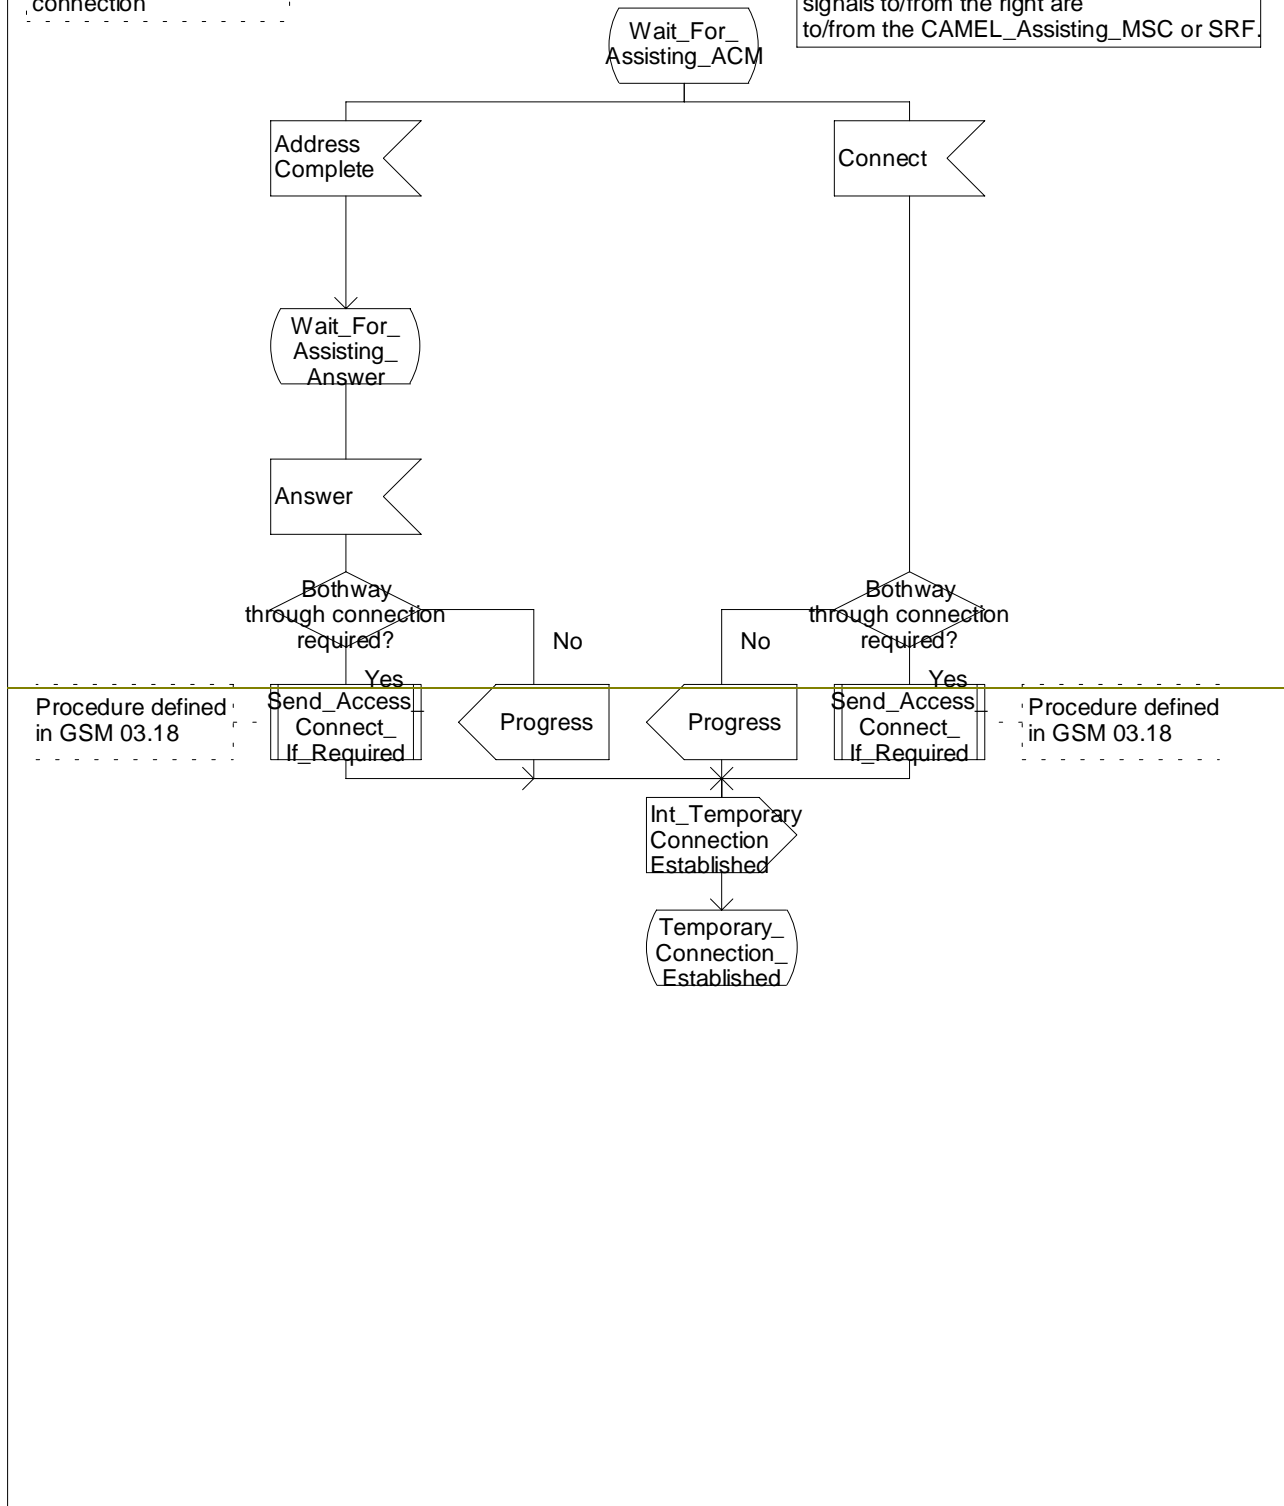 connection
signals to/from the right are
to/from the CAMEL_Assisting_MSC or SRF.
Wait_For_
Assisting_ACM
Address
Complete
Connect
Wait_For_
Assisting_
Answer
Answer
Bothway
through connection
required?
No
Yes
Bothway
through connection
required?
No
Yes
Procedure defined
in GSM 03.18
Send_Access_
Connect_
If_Required
Progress
Progress
Send_Access_
Connect_
If_Required
Procedure defined
in GSM 03.18
Int_Temporary
Connection
Established
Temporary_
Connection_
Established